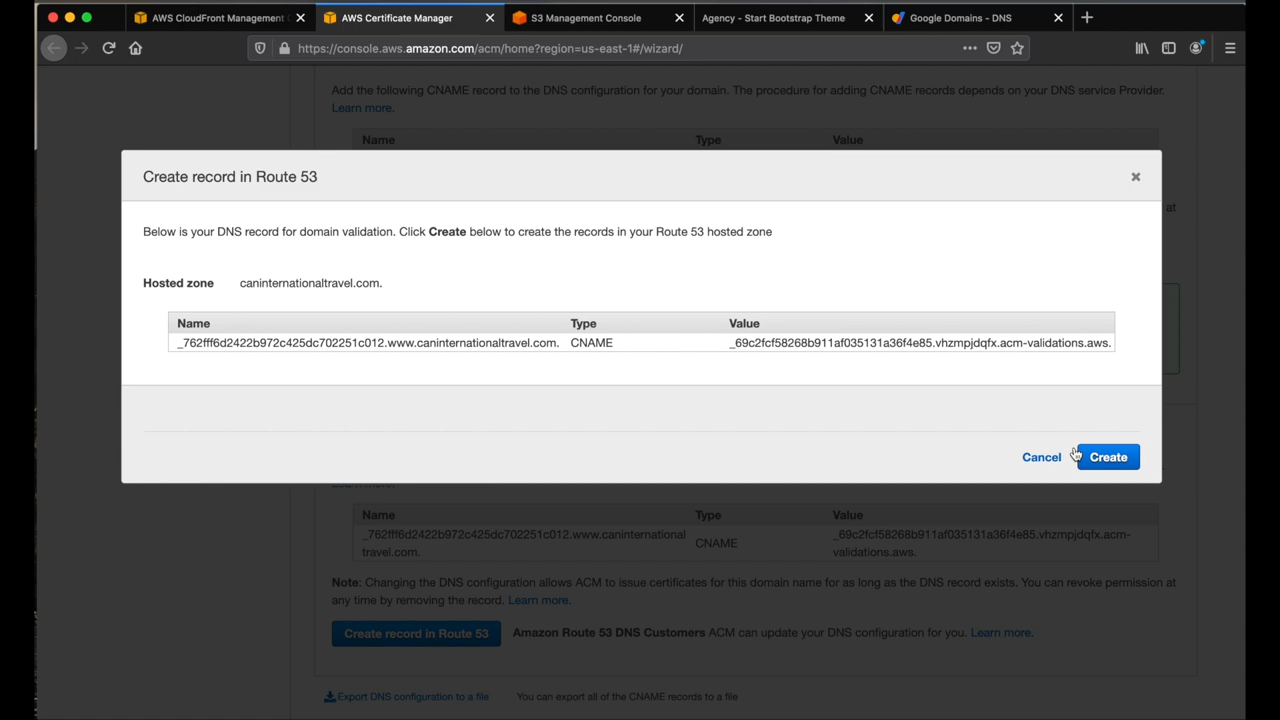 AWS CloudFront Management C
AWS Certificate Manager
S3 Management Console
Agency - Start Bootstrap Theme
Google Domains - DNS
https://console.aws.amazon.com/acm/home?region=us-east-1#/wizard/
Add the following CNAME record to the DNS configuration for your domain. The procedure for adding CNAME records depends on your DNS service Provider.
Learn more.
Name Type Value
at
Create record in Route 53
Below is your DNS record for domain validation. Click Create below to create the records in your Route 53 hosted zone
Hosted zone caninternationaltravel.com.
Name Type Value
_762fff6d2422b972c425dc702251c012.www.caninternationaltravel.com. CNAME _69c2fcf58268b911af035131a36f4e85.vhzmpjdqfx.acm-validations.aws.
Cancel Create
Learn more.
Name Type Value
_762fff6d2422b972c425dc702251c012.www.caninternational
travel.com.
CNAME
_69c2fcf58268b911af035131a36f4e85.vhzmpjdqfx.acm-
validations.aws.
Note: Changing the DNS configuration allows ACM to issue certificates for this domain name for as long as the DNS record exists. You can revoke permission at
any time by removing the record. Learn more.
Create record in Route 53 Amazon Route 53 DNS Customers ACM can update your DNS configuration for you. Learn more.
Export DNS configuration to a file You can export all of the CNAME records to a file